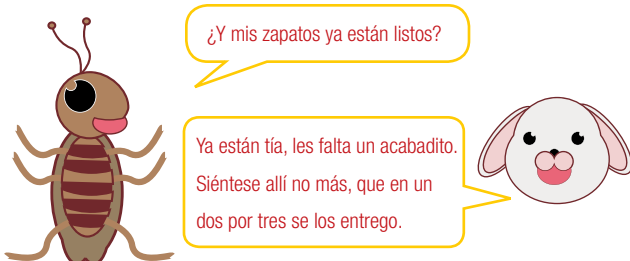 ¿Y mis zapatos ya están listos?
Ya están tía, les falta un acabadito.
Siéntese allí no más, que en un
dos por tres se los entrego.